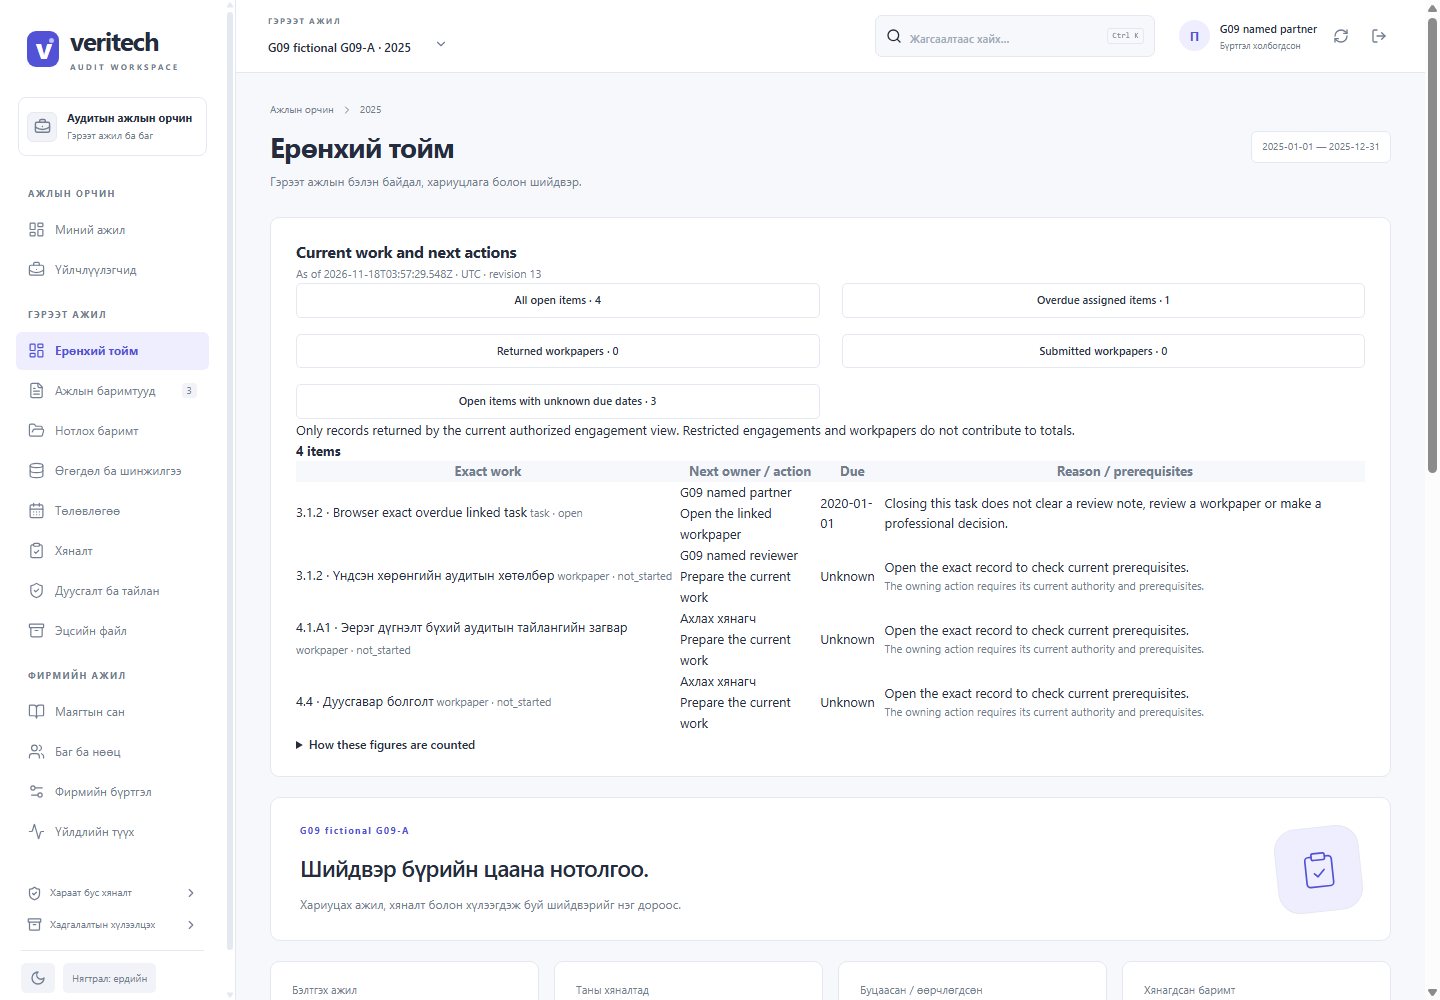 veritech
AUDIT WORKSPACE
Аудитын ажлын орчин
Гэрээт ажил ба баг
АЖЛЫН ОРЧИН
Миний ажил
Үйлчлүүлэгчид
ГЭРЭЭТ АЖИЛ
Ерөнхий тойм
Ажлын баримтууд 3
Нотлох баримт
Өгөгдөл ба шинжилгээ
Төлөвлөгөө
Хяналт
Дуусгалт ба тайлан
Эцсийн файл
ФИРМИЙН АЖИЛ
Маягтын сан
Баг ба нөөц
Фирмийн бүртгэл
Үйлдлийн түүх
Хараат бус хяналт
Хадгалалтын хүлээлцэх
Нягтрал: ердийн
ГЭРЭЭТ АЖИЛ
G09 fictional G09-A · 2025
Жагсаалтаас хайх...
Ctrl K
П
G09 named partner
Бүртгэл холбогдсон
Ажлын орчин
2025
Ерөнхий тойм
Гэрээт ажлын бэлэн байдал, хариуцлага болон шийдвэр.
2025-01-01 — 2025-12-31
Current work and next actions
As of 2026-11-18T03:57:29.548Z · UTC · revision 13
All open items · 4
Overdue assigned items · 1
Returned workpapers · 0
Submitted workpapers · 0
Open items with unknown due dates · 3
Only records returned by the current authorized engagement view. Restricted engagements and workpapers do not contribute to totals.
4 items
Exact work
Next owner / action
Due
Reason / prerequisites
3.1.2 · Browser exact overdue linked task task · open
G09 named partner
Open the linked
workpaper
2020-01-
01
Closing this task does not clear a review note, review a workpaper or make a
professional decision.
3.1.2 · Үндсэн хөрөнгийн аудитын хөтөлбөр workpaper · not_started
G09 named reviewer
Prepare the current
work
Unknown
Open the exact record to check current prerequisites.
The owning action requires its current authority and prerequisites.
4.1.A1 · Эерэг дүгнэлт бүхий аудитын тайлангийн загвар
workpaper · not_started
Ахлах хянагч
Prepare the current
work
Unknown
Open the exact record to check current prerequisites.
The owning action requires its current authority and prerequisites.
4.4 · Дуусгавар болголт workpaper · not_started
Ахлах хянагч
Prepare the current
work
Unknown
Open the exact record to check current prerequisites.
The owning action requires its current authority and prerequisites.
How these figures are counted
G09 fictional G09-A
Шийдвэр бүрийн цаана нотолгоо.
Хариуцах ажил, хяналт болон хүлээгдэж буй шийдвэрийг нэг дороос.
Бэлтгэх ажил
Таны хяналтад
Буцаасан / өөрчлөгдсөн
Хянагдсан баримт